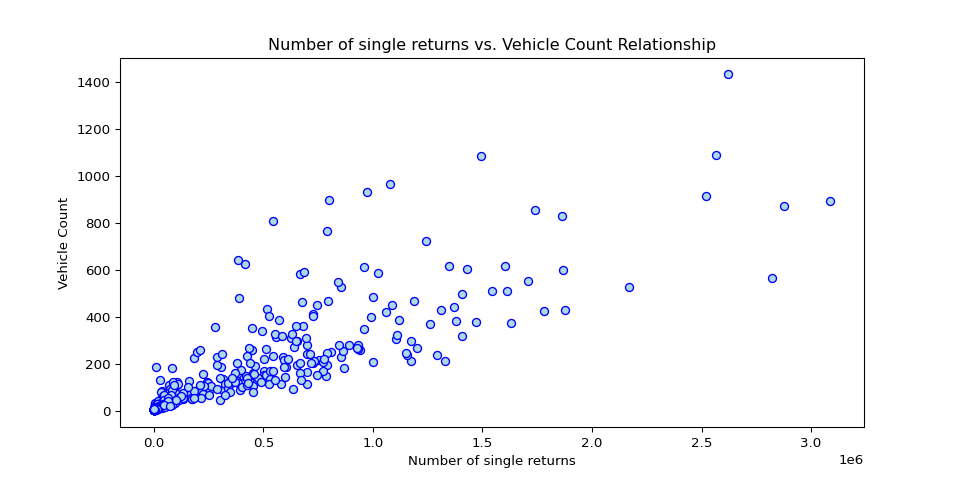 Number of single returns vs. Vehicle Count Relationship
1400
1200
1000
800
600
400
200
0
Vehicle Count
0.0 0.5 1.0 1.5 2.0 2.5 3.0
Number of single returns
1e6